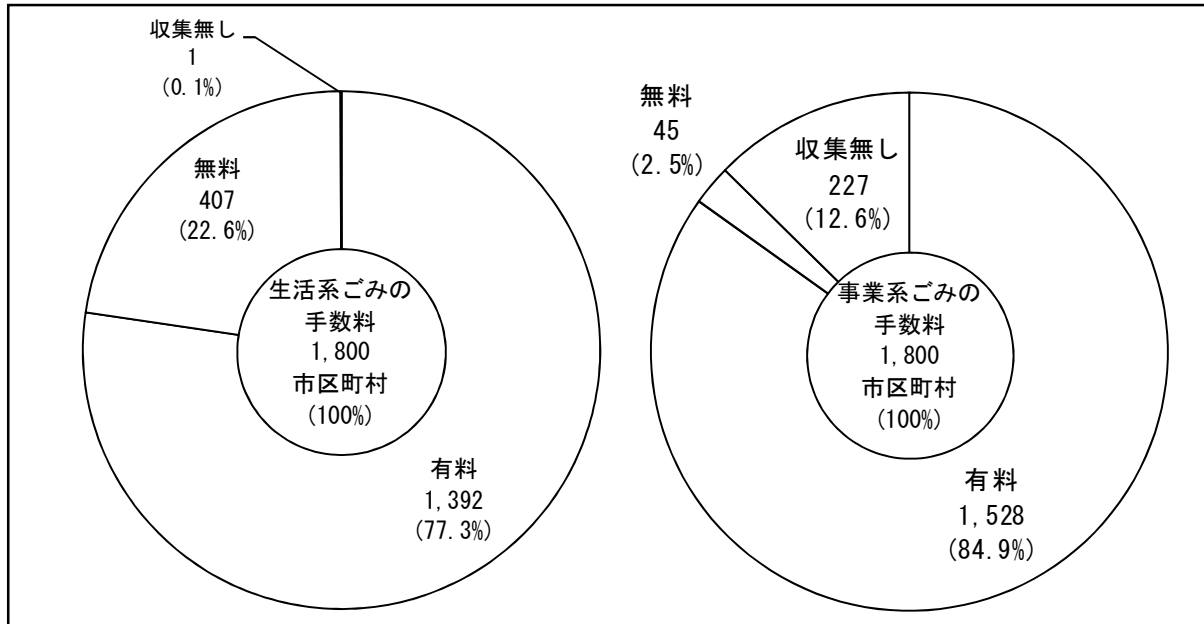 収集無し
1
(0.1%)
無料
407
(22.6%)
生活系ごみの
手数料
1,800
市区町村
(100%)
有料
1,392
(77.3%)
無料
45
(2.5%)
収集無し
227
(12.6%)
事業系ごみの
手数料
1,800
市区町村
(100%)
有料
1,528
(84.9%)